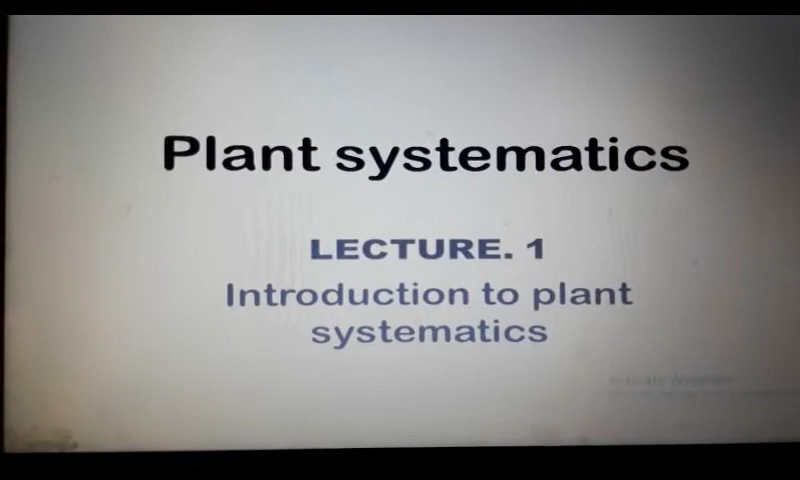 Plant systematics
LECTURE. 1
Introduction to plant
systematics